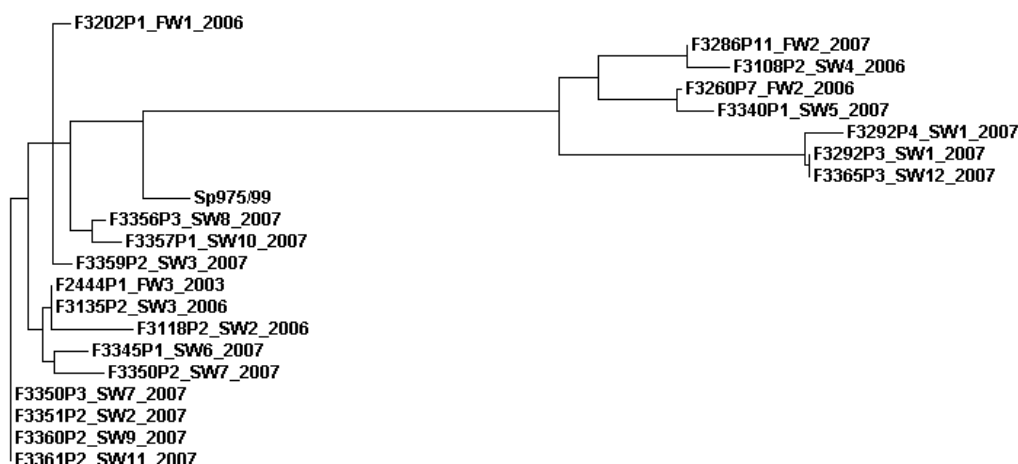 F3202P1_FW1_2006
F3286P11_FW2_2007
F3108P2_SW4_2006
F3260P7_FW2_2006
F3340P1_SW5_2007
F3292P4_SW1_2007
F3292P3_SW1_2007
F3365P3_SW12_2007
Sp975/99
F3356P3_SW8_2007
F3357P1_SW10_2007
F3359P2_SW3_2007
F2444P1_FW3_2003
F3135P2_SW3_2006
F3118P2_SW2_2006
F3345P1_SW6_2007
F3350P2_SW7_2007
F3350P3_SW7_2007
F3351P2_SW2_2007
F3360P2_SW9_2007
F3361P2_SW11_2007